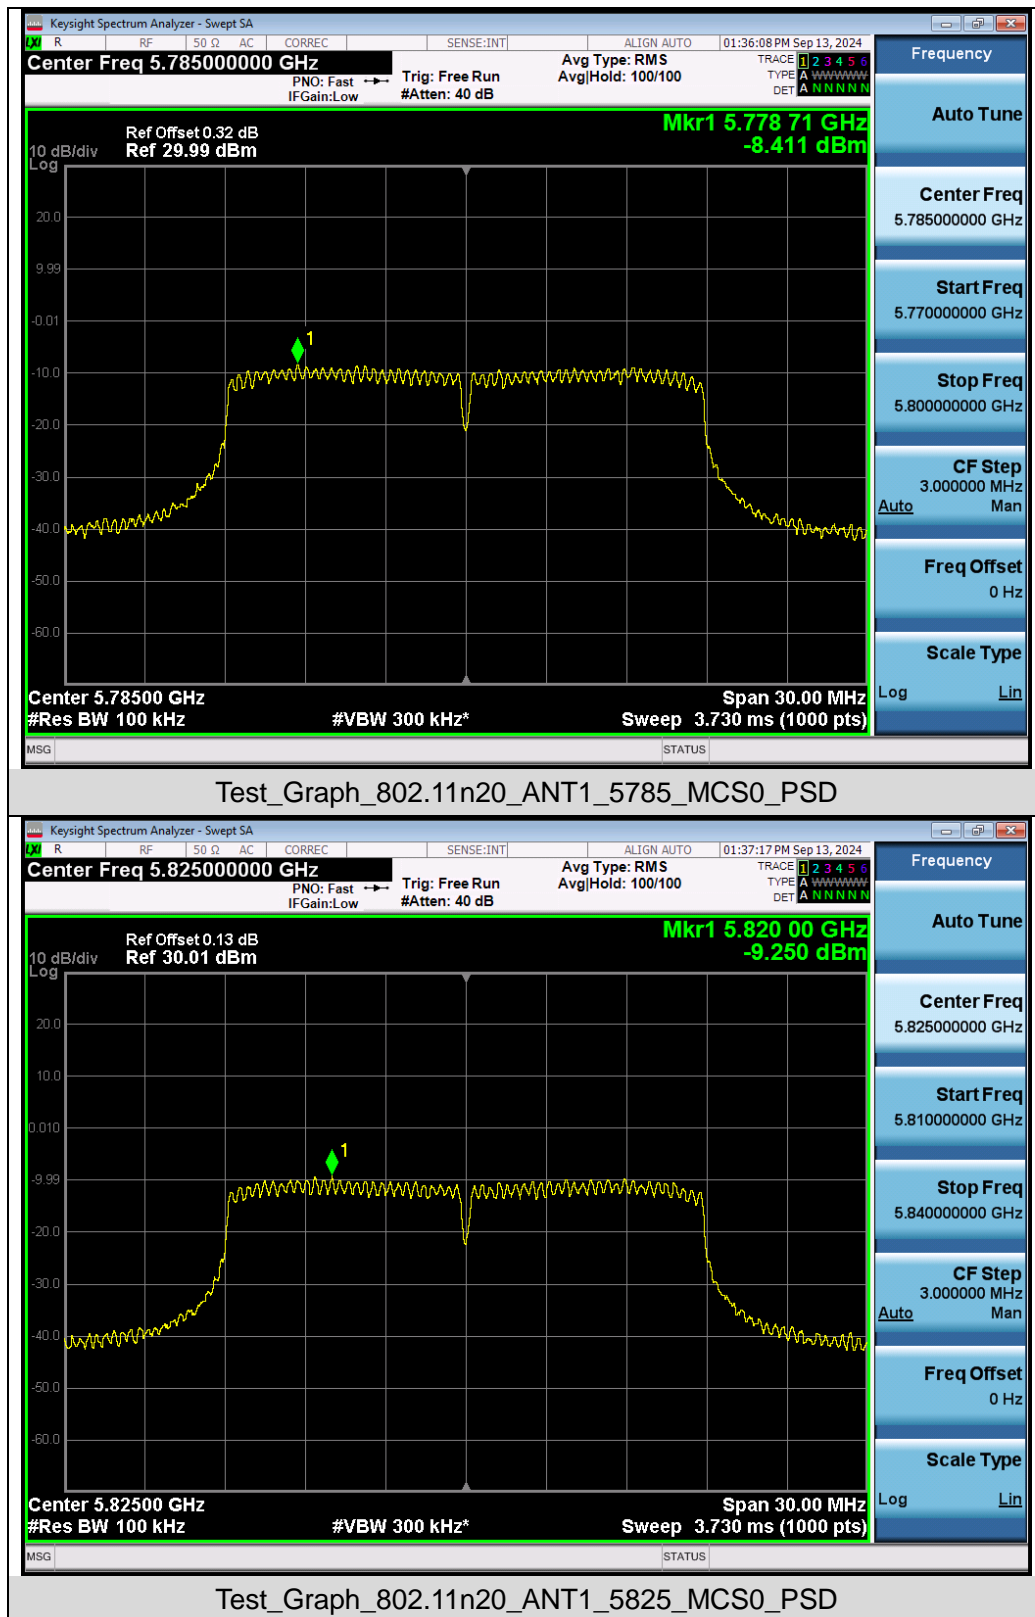 Keysight Spectrum Analyzer - Swept SA
LXI R RF 50 Ω AC CORREC SENSE:INT ALIGN AUTO 01:36:08 PM Sep 13, 2024
Center Freq 5.785000000 GHz
PNO: Fast
IFGain:Low
Trig: Free Run
#Atten: 40 dB
Avg Type: RMS
Avg|Hold: 100/100
TRACE 1 2 3 4 5 6
TYPE A WWWWW
DET A N N N N N
Frequency
Mkr1 5.778 71 GHz
-8.411 dBm
Ref Offset 0.32 dB
10 dB/div Ref 29.99 dBm
Log
20.0
9.99
-0.01
-10.0
-20.0
-30.0
-40.0
-50.0
-60.0
1
Center 5.78500 GHz Span 30.00 MHz
#Res BW 100 kHz #VBW 300 kHz* Sweep 3.730 ms (1000 pts)
MSG STATUS
Auto Tune
Center Freq
5.785000000 GHz
Start Freq
5.770000000 GHz
Stop Freq
5.800000000 GHz
CF Step
3.000000 MHz
Auto Man
Freq Offset
0 Hz
Scale Type
Log Lin
Test_Graph_802.11n20_ANT1_5785_MCS0_PSD
Keysight Spectrum Analyzer - Swept SA
LXI R RF 50 Ω AC CORREC SENSE:INT ALIGN AUTO 01:37:17 PM Sep 13, 2024
Center Freq 5.825000000 GHz
PNO: Fast
IFGain:Low
Trig: Free Run
#Atten: 40 dB
Avg Type: RMS
Avg|Hold: 100/100
TRACE 1 2 3 4 5 6
TYPE A WWWWW
DET A N N N N N
Frequency
Mkr1 5.820 00 GHz
-9.250 dBm
Ref Offset 0.13 dB
10 dB/div Ref 30.01 dBm
Log
20.0
10.0
0.010
-9.99
-20.0
-30.0
-40.0
-50.0
-60.0
1
Center 5.82500 GHz Span 30.00 MHz
#Res BW 100 kHz #VBW 300 kHz* Sweep 3.730 ms (1000 pts)
MSG STATUS
Auto Tune
Center Freq
5.825000000 GHz
Start Freq
5.810000000 GHz
Stop Freq
5.840000000 GHz
CF Step
3.000000 MHz
Auto Man
Freq Offset
0 Hz
Scale Type
Log Lin
Test_Graph_802.11n20_ANT1_5825_MCS0_PSD